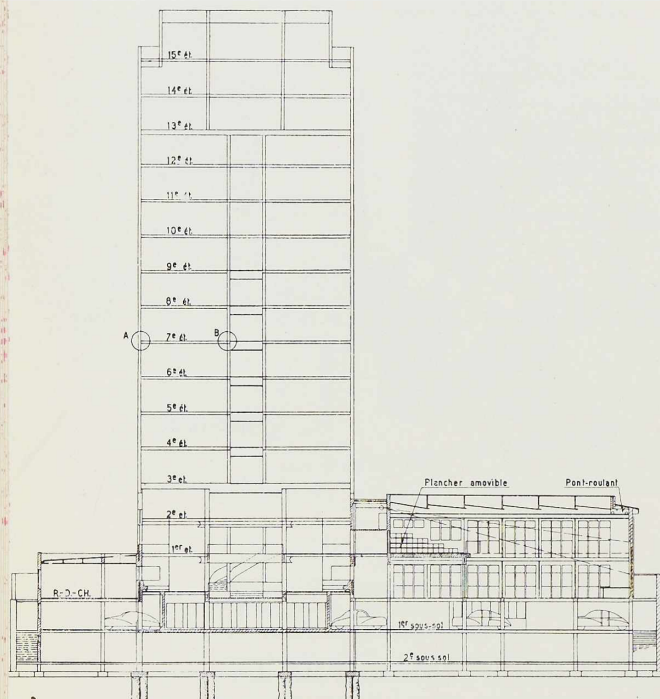 15e ét.
14e ét.
13e ét.
12e ét.
11e ét.
10e ét.
9e ét.
8e ét.
A
B
7e ét.
6e ét.
5e ét.
4e ét.
3e ét.
Plancher amovible
Pont-roulant
2e ét.
1er ét.
R.-D.-CH.
1er sous-sol
2e sous sol